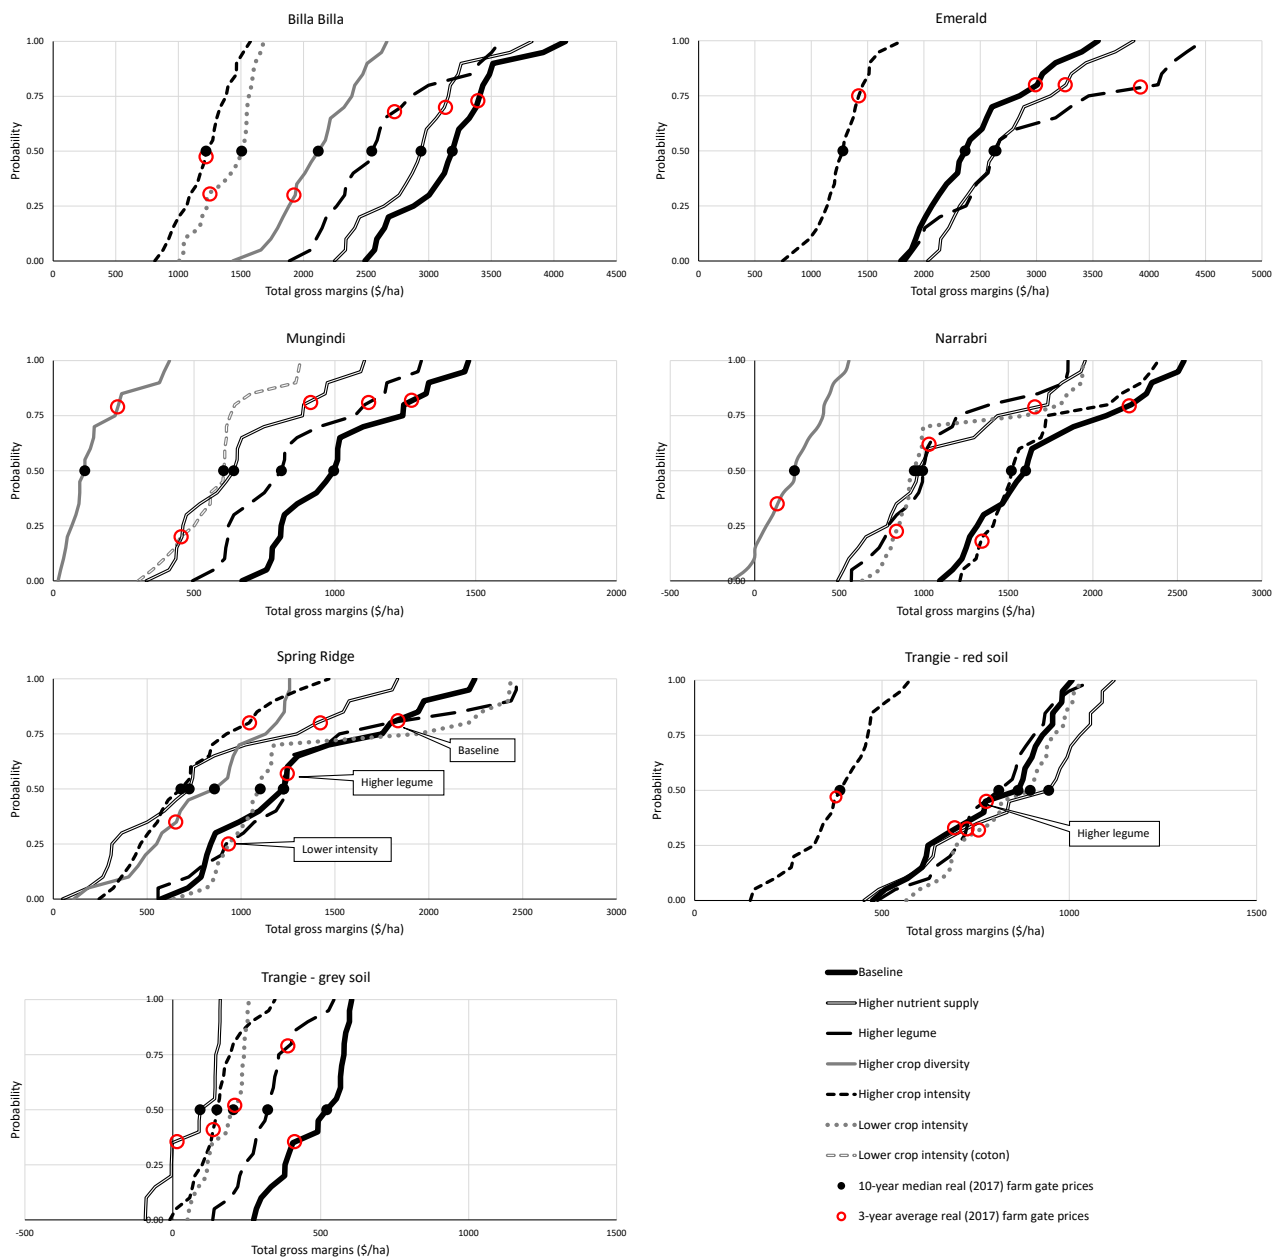 Billa Billa
1.00
0.75
0.50
0.25
0.00
Probability
0 500 1000 1500 2000 2500 3000 3500 4000 4500
Total gross margins ($/ha)
Emerald
1.00
0.75
0.50
0.25
0.00
Probability
0 500 1000 1500 2000 2500 3000 3500 4000 4500 5000
Total gross margins ($/ha)
Mungindi
1.00
0.75
0.50
0.25
0.00
Probability
0 500 1000 1500 2000
Total gross margins ($/ha)
Narrabri
1.00
0.75
0.50
0.25
0.00
Probability
-500 0 500 1000 1500 2000 2500 3000
Total gross margins ($/ha)
Spring Ridge
1.00
0.75
0.50
0.25
0.00
Probability
Baseline
Higher legume
Lower intensity
0 500 1000 1500 2000 2500 3000
Total gross margins ($/ha)
Trangie - red soil
1.00
0.75
0.50
0.25
0.00
Probability
Higher legume
0 500 1000 1500
Total gross margins ($/ha)
Trangie - grey soil
1.00
0.75
0.50
0.25
0.00
Probability
-500 0 500 1000 1500
Total gross margins ($/ha)
Baseline
Higher nutrient supply
Higher legume
Higher crop diversity
Higher crop intensity
Lower crop intensity
Lower crop intensity (coton)
10-year median real (2017) farm gate prices
3-year average real (2017) farm gate prices